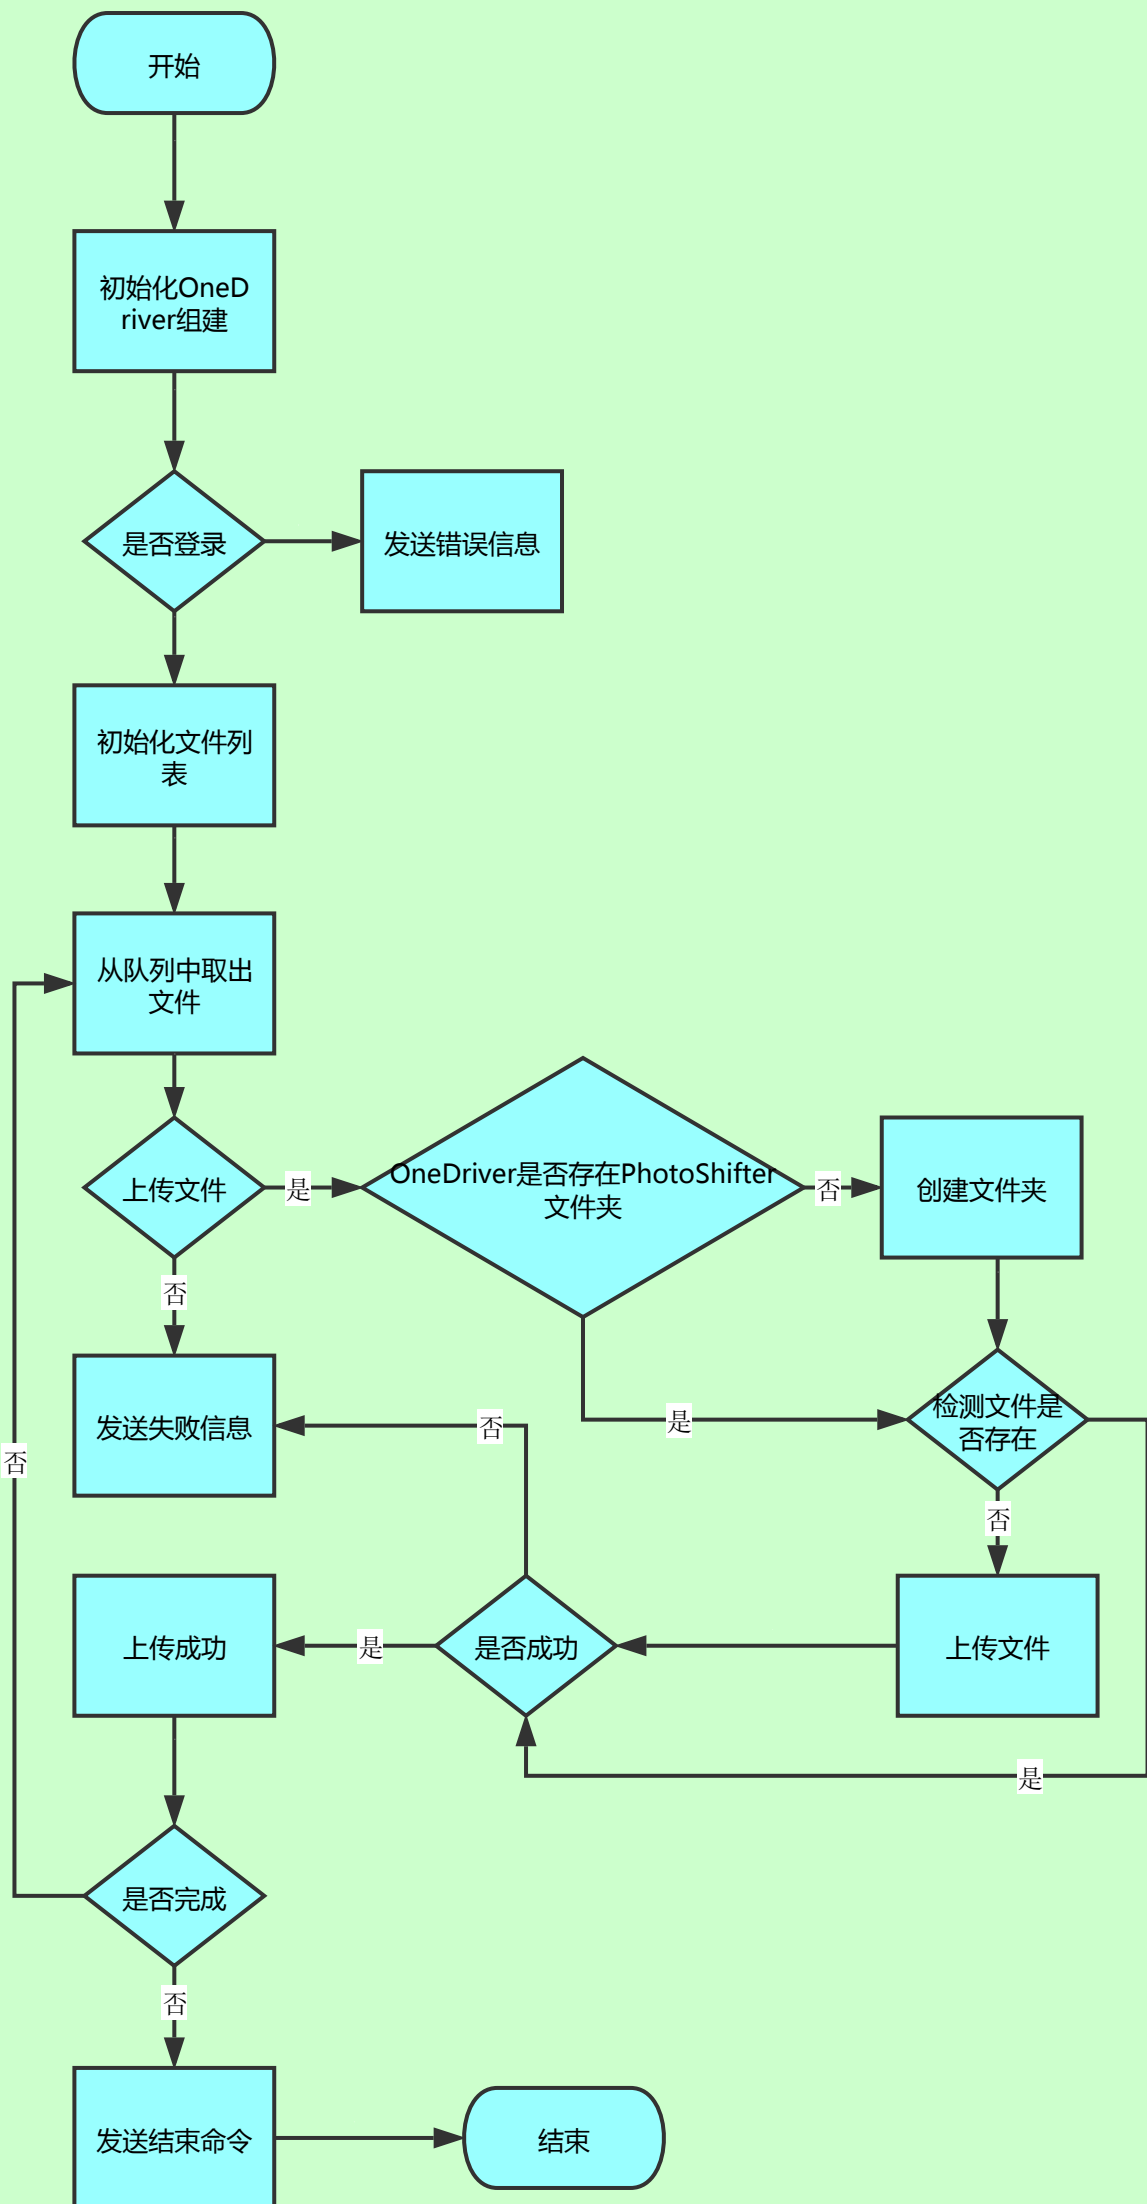 开始
初始化OneD
river组建
是否登录
发送错误信息
初始化文件列
表
从队列中取出
文件
上传文件
是
OneDriver是否存在PhotoShifter
文件夹
否
创建文件夹
否
发送失败信息
否
是
检测文件是
否存在
否
否
上传成功
是
是否成功
上传文件
是
是否完成
否
发送结束命令
结束